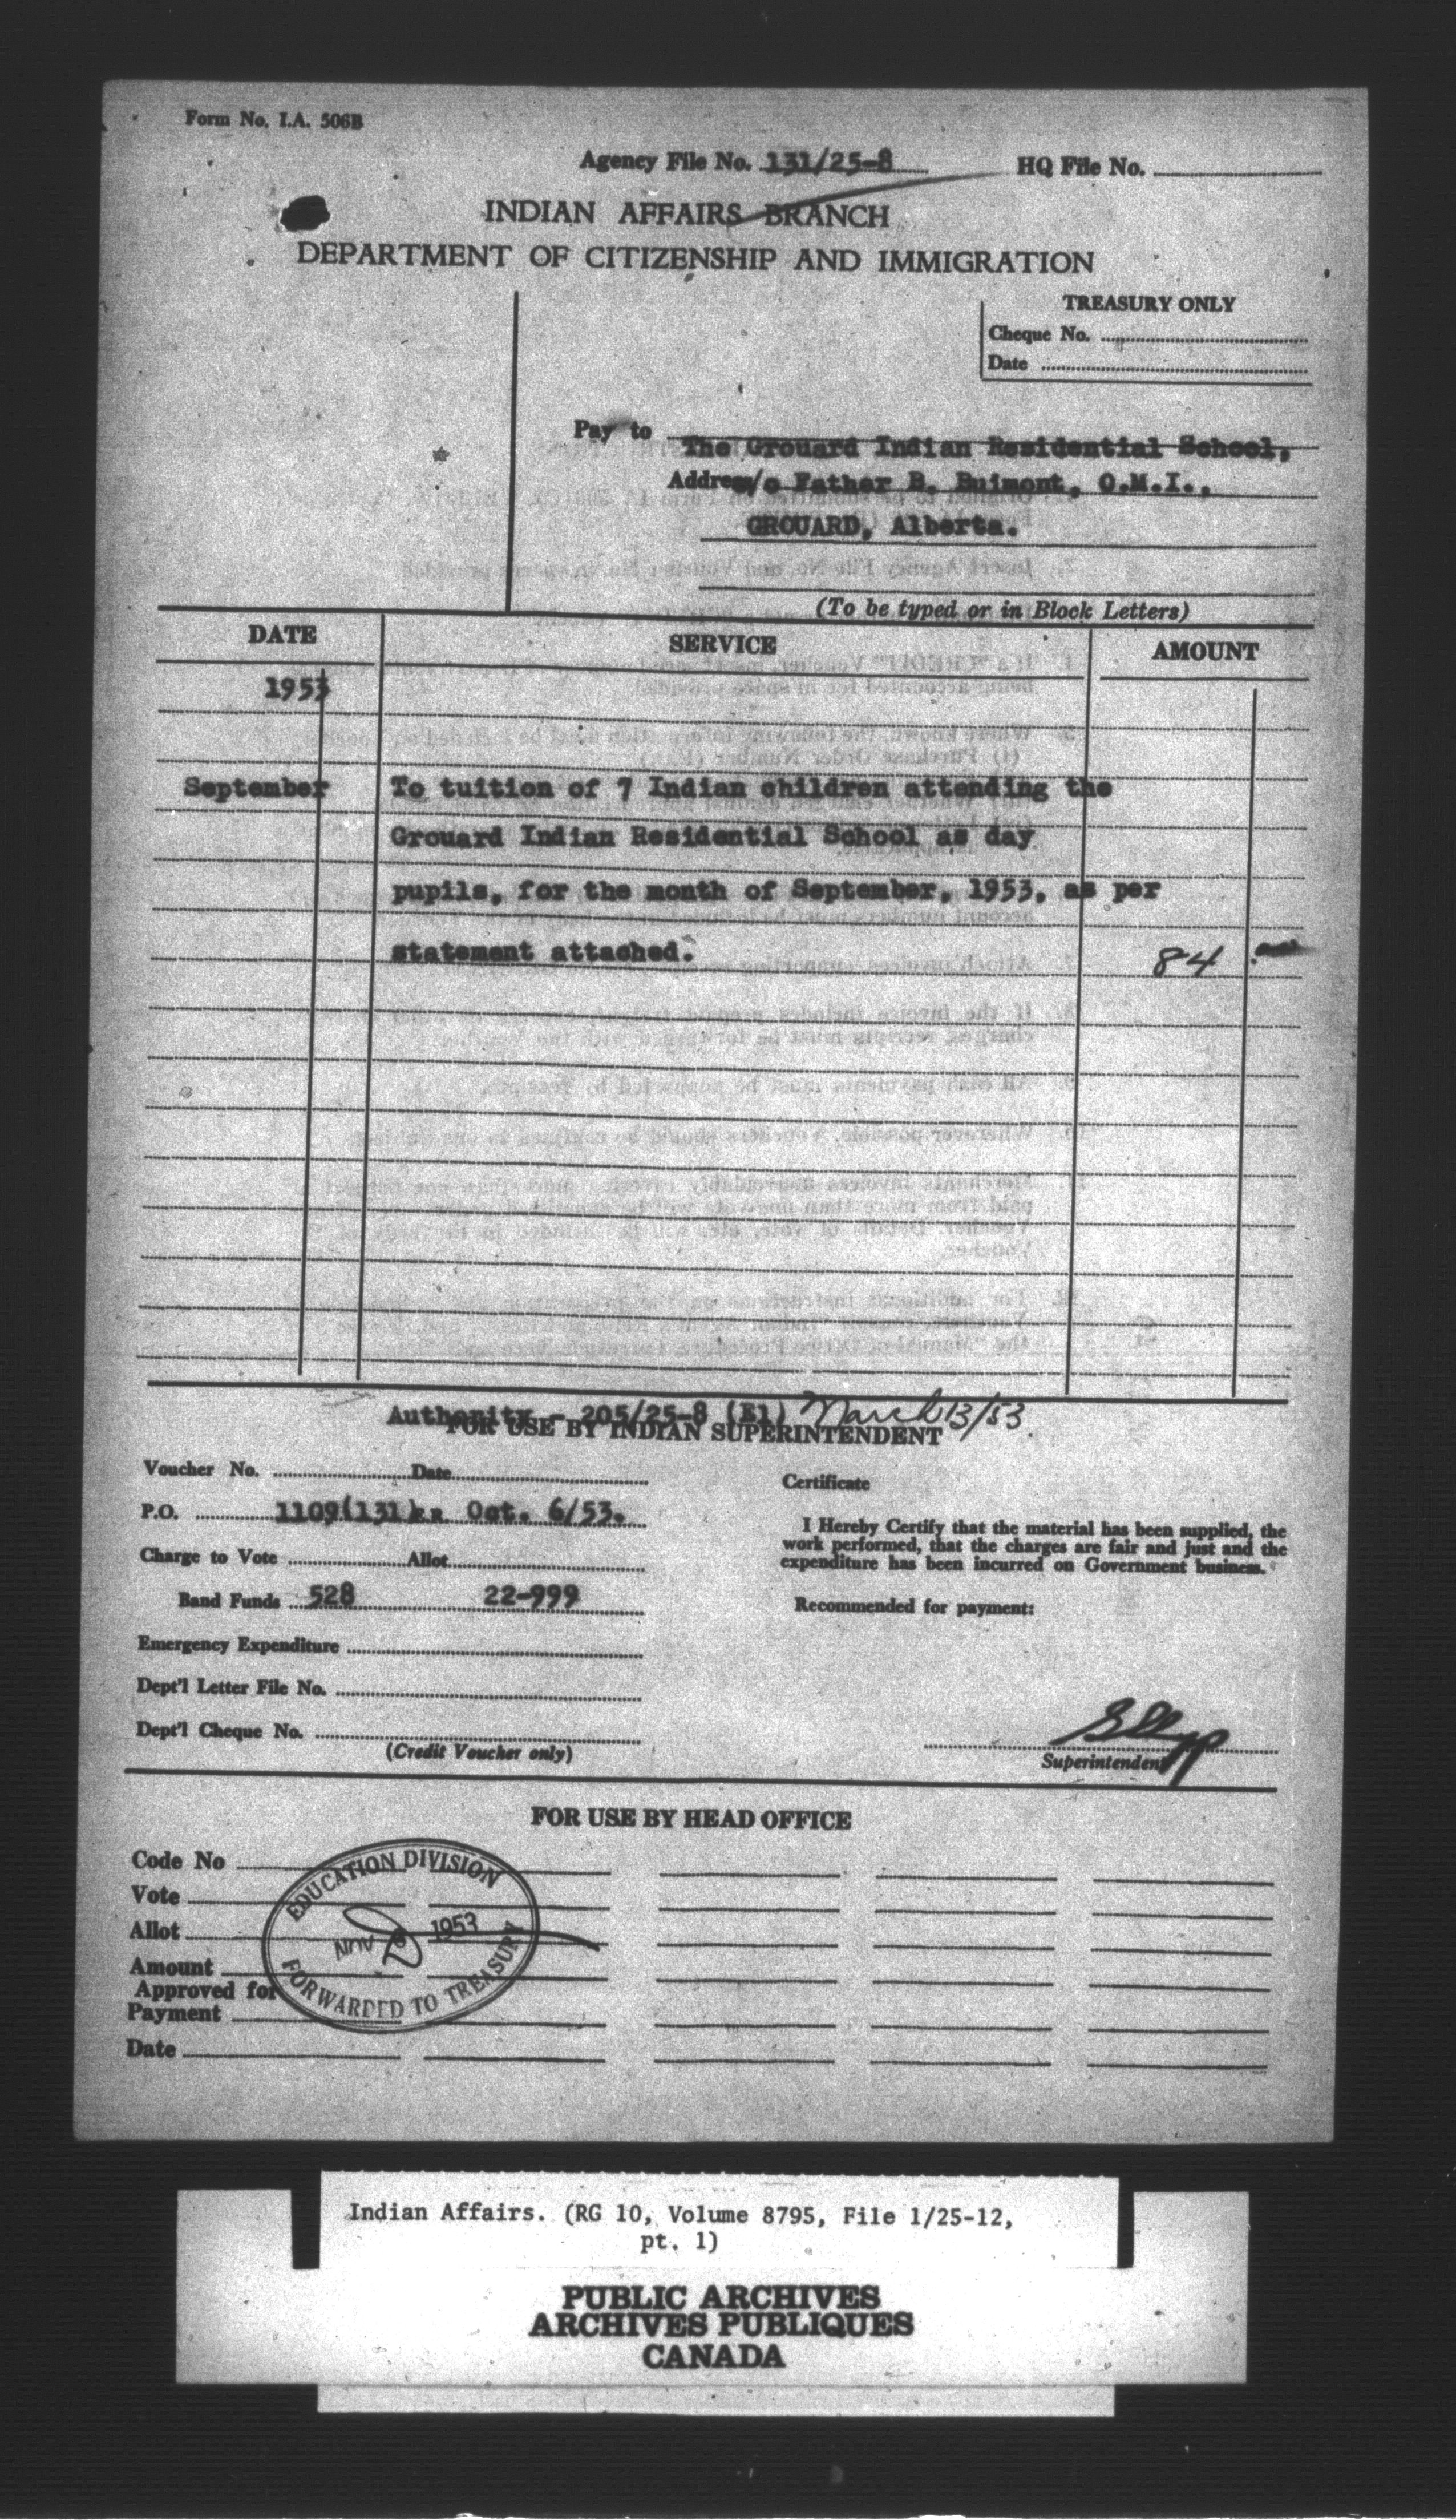 Form No. I.A. 506B
Agency File No. 131/25-8 HQ File No.
INDIAN AFFAIRS BRANCH
DEPARTMENT OF CITIZENSHIP AND IMMIGRATION
TREASURY ONLY
Cheque No.
Date
Pay to The Grouard Indian Residential School,
Address c/o Father B. Buimont, O.M.I.,
GROUARD, Alberta.
(To be typed or in Block Letters)
DATE SERVICE AMOUNT
1953
September To tuition of 7 Indian children attending the
Grouard Indian Residential School as day
pupils, for the month of September, 1953, as per
statement attached. 84
Authority - 205/25-8 (E1) March 13/53.
FOR USE BY INDIAN SUPERINTENDENT
Voucher No. Date
Certificate
P.O. 1109(131) E.R. Oct. 6/53.
I Hereby Certify that the material has been supplied, the
work performed, that the charges are fair and just and the
expenditure has been incurred on Government business.
Charge to Vote Allot
Band Funds 528 22-999
Recommended for payment:
Emergency Expenditure
Dept'l Letter File No.
Dept'l Cheque No.
(Credit Voucher only)
Superintendent
FOR USE BY HEAD OFFICE
Code No
Vote
Allot
Amount
Approved for
Payment
Date
EDUCATION DIVISION
NOV 1953
FORWARDED TO TREASURY
Indian Affairs. (RG 10, Volume 8795, File 1/25-12,
pt. 1)
PUBLIC ARCHIVES
ARCHIVES PUBLIQUES
CANADA